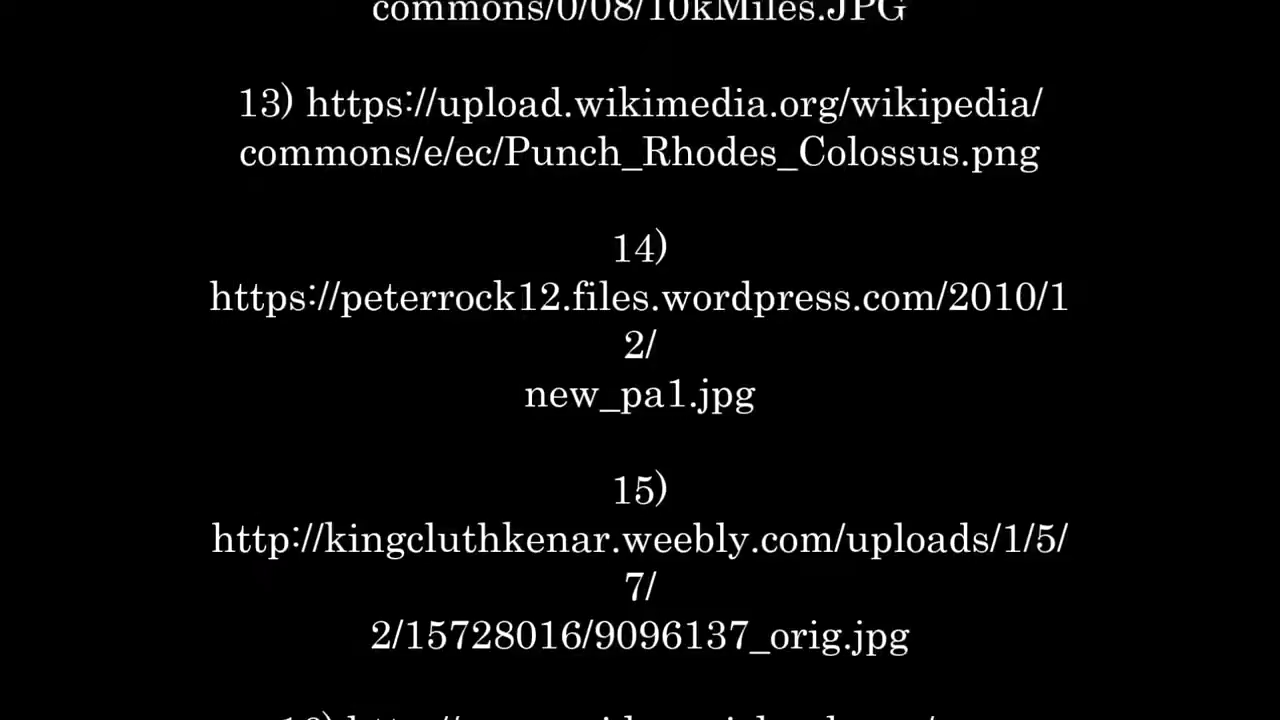 commons/0/08/10kMiles.JPG
13) https://upload.wikimedia.org/wikipedia/
commons/e/ec/Punch_Rhodes_Colossus.png
14)
https://peterrock12.files.wordpress.com/2010/1
2/
new_pa1.jpg
15)
http://kingcluthkenar.weebly.com/uploads/1/5/
7/
2/15728016/9096137_orig.jpg